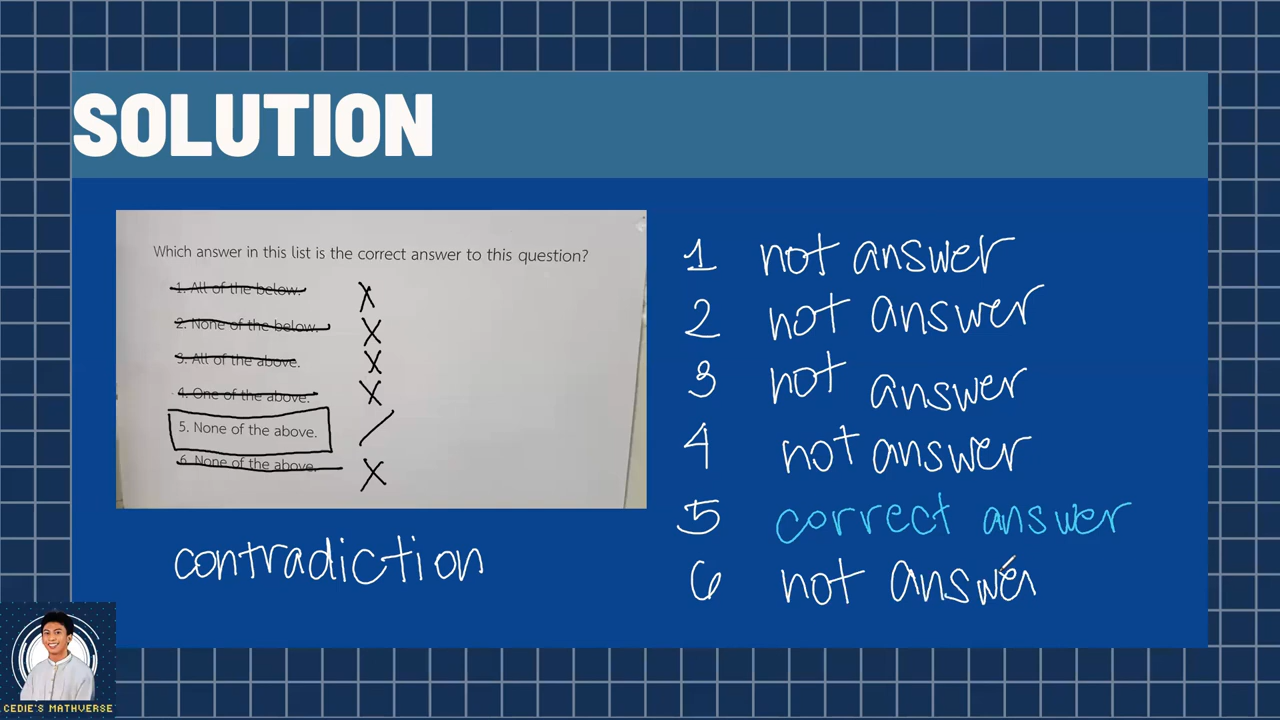 SOLUTION
Which answer in this list is the correct answer to this question?
1. All of the below. X
2. None of the below. X
3. All of the above. X
4. One of the above. X
5. None of the above. /
6. None of the above. X
contradiction
1 not answer
2 not answer
3 not answer
4 not answer
5 correct answer
6 not answer
CEDIE'S MATHVERSE